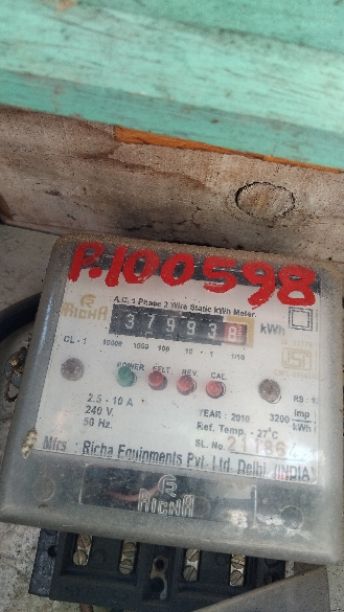 P.100598
A.C. 1 Phase 2 Wire Static kWh Meter.
RICHA
379938 kWh
CL - 1 10000 1000 100 10 1 1/10
POWER E/LT. REV. CAL
2.5 - 10 A
240 V.
50 Hz.
YEAR : 2010 3200 Imp/kWh
Ref. Temp. - 27°C
SL. No.
Mfrs : Richa Equipments Pvt. Ltd. Delhi (INDIA)
RICHA